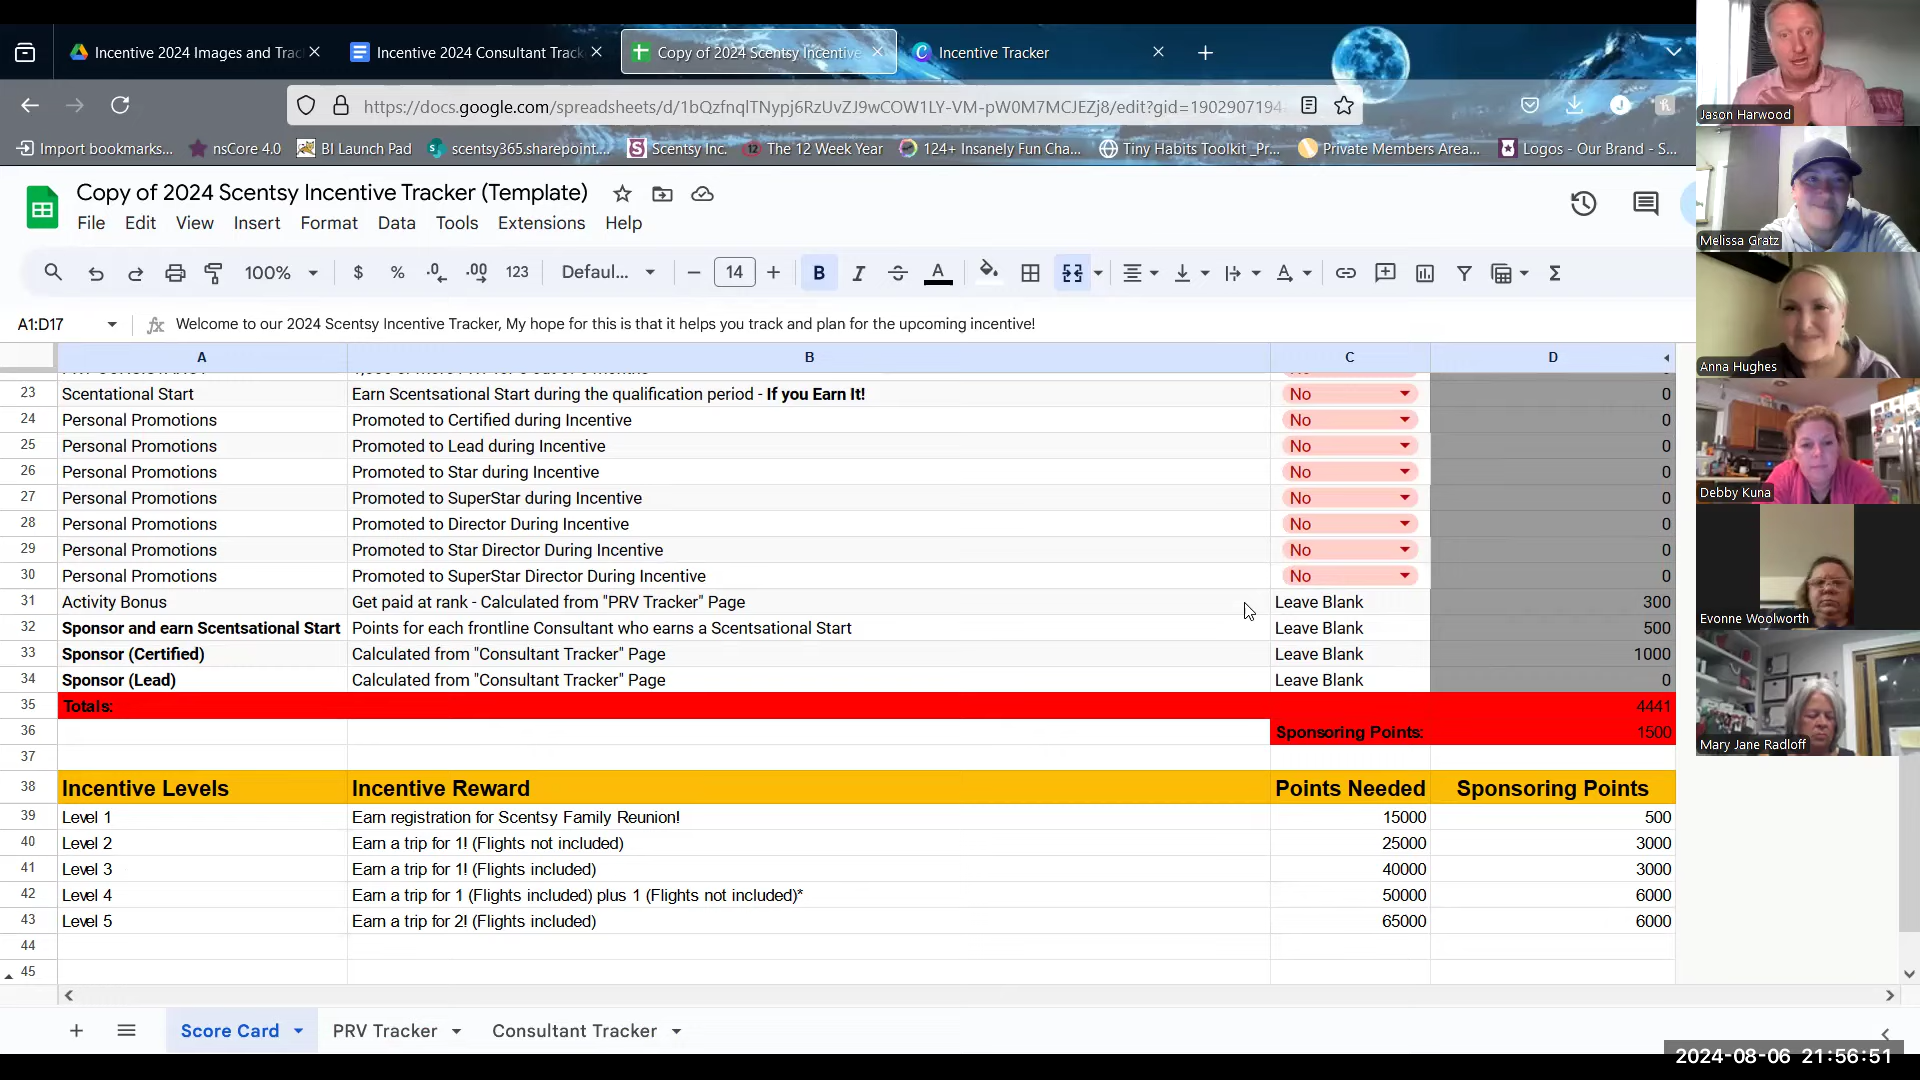 Incentive 2024 Images and Trac
Incentive 2024 Consultant Track
Copy of 2024 Scentsy Incentive
Incentive Tracker
https://docs.google.com/spreadsheets/d/1bQzfnqlTNypj6RzUvZJ9wCOW1LY-VM-pW0M7MCJEZj8/edit?gid=1902907194
Import bookmarks...
nsCore 4.0
BI Launch Pad
scentsy365.sharepoint....
Scentsy Inc.
The 12 Week Year
124+ Insanely Fun Cha...
Tiny Habits Toolkit _Pr...
Private Members Area...
Logos - Our Brand - S...
Copy of 2024 Scentsy Incentive Tracker (Template)
File Edit View Insert Format Data Tools Extensions Help
100% $ % .0 .00 123 Defaul... 14 B I A
A1:D17
Welcome to our 2024 Scentsy Incentive Tracker, My hope for this is that it helps you track and plan for the upcoming incentive!
A B C D
23 Scentational Start Earn Scentsational Start during the qualification period - If you Earn It! No 0
24 Personal Promotions Promoted to Certified during Incentive No 0
25 Personal Promotions Promoted to Lead during Incentive No 0
26 Personal Promotions Promoted to Star during Incentive No 0
27 Personal Promotions Promoted to SuperStar during Incentive No 0
28 Personal Promotions Promoted to Director During Incentive No 0
29 Personal Promotions Promoted to Star Director During Incentive No 0
30 Personal Promotions Promoted to SuperStar Director During Incentive No 0
31 Activity Bonus Get paid at rank - Calculated from "PRV Tracker" Page Leave Blank 300
32 Sponsor and earn Scentsational Start Points for each frontline Consultant who earns a Scentsational Start Leave Blank 500
33 Sponsor (Certified) Calculated from "Consultant Tracker" Page Leave Blank 1000
34 Sponsor (Lead) Calculated from "Consultant Tracker" Page Leave Blank 0
35 Totals: 4441
36 Sponsoring Points: 1500
37
38 Incentive Levels Incentive Reward Points Needed Sponsoring Points
39 Level 1 Earn registration for Scentsy Family Reunion! 15000 500
40 Level 2 Earn a trip for 1! (Flights not included) 25000 3000
41 Level 3 Earn a trip for 1! (Flights included) 40000 3000
42 Level 4 Earn a trip for 1 (Flights included) plus 1 (Flights not included)* 50000 6000
43 Level 5 Earn a trip for 2! (Flights included) 65000 6000
44
45
Score Card PRV Tracker Consultant Tracker
Jason Harwood
Melissa Gratz
Anna Hughes
Debby Kuna
Evonne Woolworth
Mary Jane Radloff
2024-08-06 21:56:51